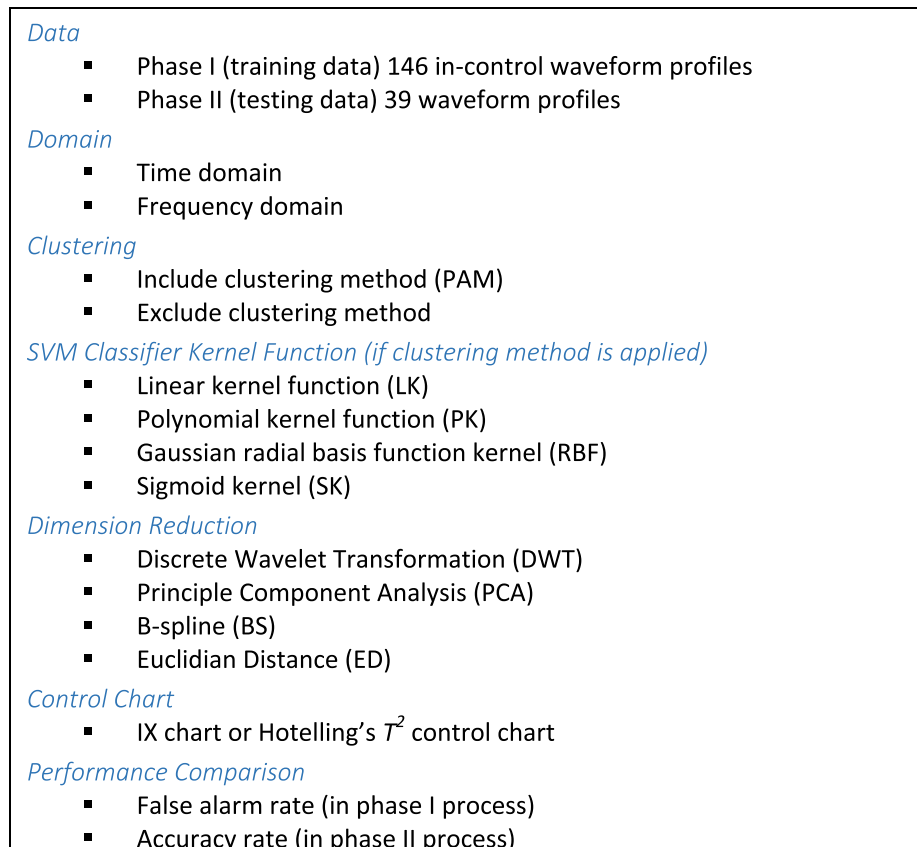 Data
▪ Phase I (training data) 146 in-control waveform profiles
▪ Phase II (testing data) 39 waveform profiles
Domain
▪ Time domain
▪ Frequency domain
Clustering
▪ Include clustering method (PAM)
▪ Exclude clustering method
SVM Classifier Kernel Function (if clustering method is applied)
▪ Linear kernel function (LK)
▪ Polynomial kernel function (PK)
▪ Gaussian radial basis function kernel (RBF)
▪ Sigmoid kernel (SK)
Dimension Reduction
▪ Discrete Wavelet Transformation (DWT)
▪ Principle Component Analysis (PCA)
▪ B-spline (BS)
▪ Euclidian Distance (ED)
Control Chart
▪ IX chart or Hotelling’s T² control chart
Performance Comparison
▪ False alarm rate (in phase I process)
▪ Accuracy rate (in phase II process)